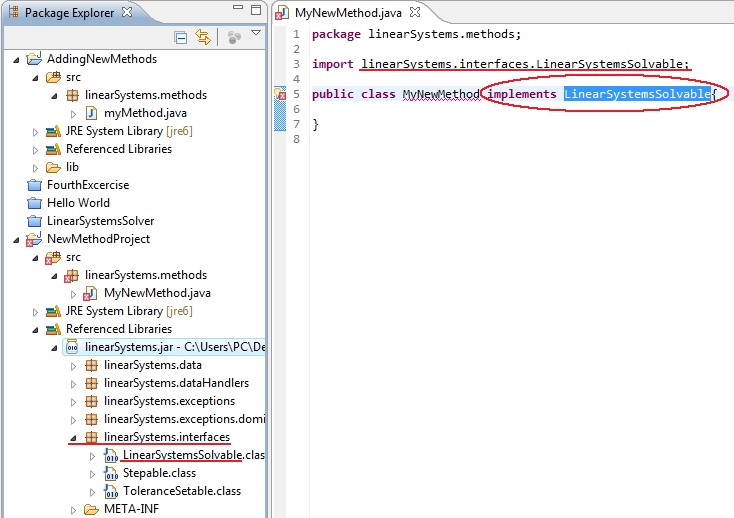 Package Explorer
AddingNewMethods
src
linearSystems.methods
myMethod.java
JRE System Library [jre6]
Referenced Libraries
lib
FourthExcercise
Hello World
LinearSystemsSolver
NewMethodProject
src
linearSystems.methods
MyNewMethod.java
JRE System Library [jre6]
Referenced Libraries
linearSystems.jar - C:\Users\PC\De
linearSystems.data
linearSystems.dataHandlers
linearSystems.exceptions
linearSystems.exceptions.domi
linearSystems.interfaces
LinearSystemsSolvable.clas
Stepable.class
ToleranceSetable.class
META-INF
MyNewMethod.java
1 package linearSystems.methods;
2
3 import linearSystems.interfaces.LinearSystemsSolvable;
4
5 public class MyNewMethod implements LinearSystemsSolvable{
6
7 }
8